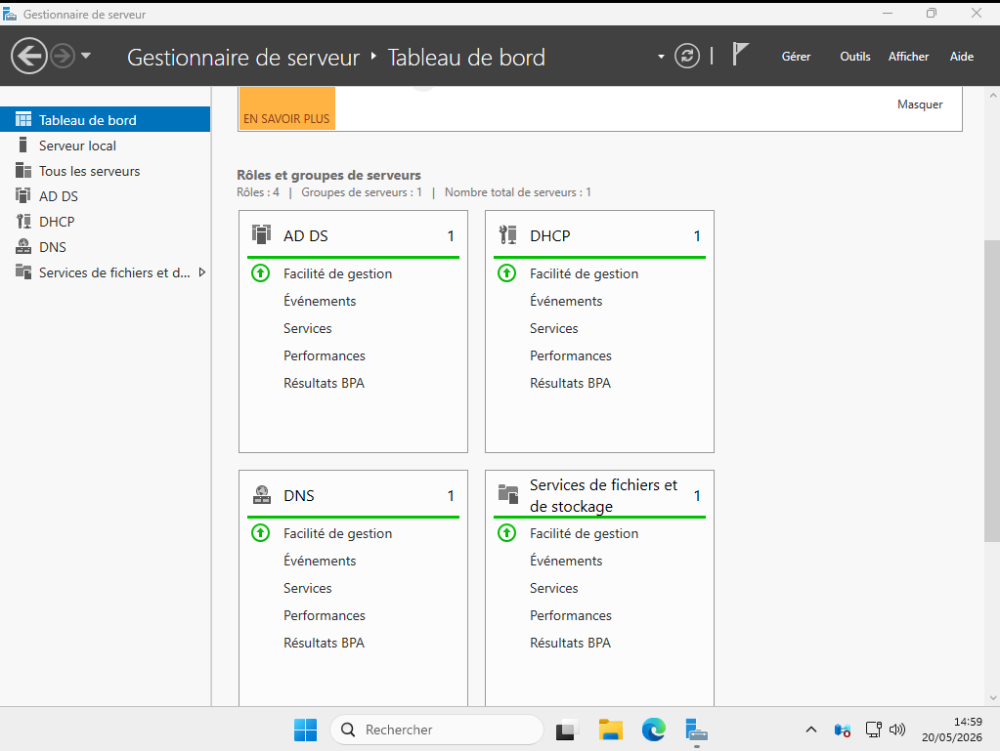 Gestionnaire de serveur
Gestionnaire de serveur ‣ Tableau de bord
Gérer
Outils
Afficher
Aide
Tableau de bord
Serveur local
Tous les serveurs
AD DS
DHCP
DNS
Services de fichiers et d...
EN SAVOIR PLUS
Masquer
Rôles et groupes de serveurs
Rôles : 4 | Groupes de serveurs : 1 | Nombre total de serveurs : 1
AD DS 1
Facilité de gestion
Événements
Services
Performances
Résultats BPA
DHCP 1
Facilité de gestion
Événements
Services
Performances
Résultats BPA
DNS 1
Facilité de gestion
Événements
Services
Performances
Résultats BPA
Services de fichiers et
de stockage 1
Facilité de gestion
Événements
Services
Performances
Résultats BPA
Rechercher
14:59
20/05/2026